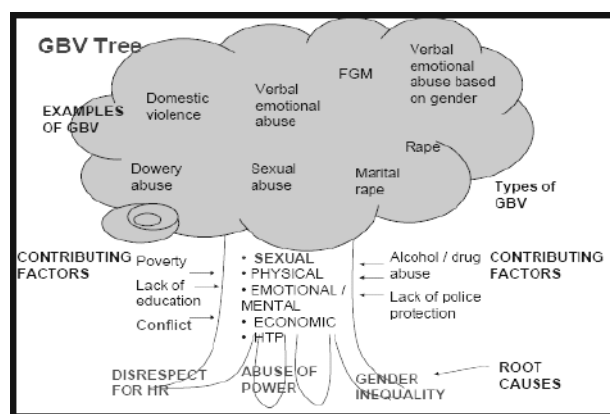 GBV Tree
EXAMPLES
OF GBV
Domestic
violence
Verbal
emotional
abuse
FGM
Verbal
emotional
abuse based
on gender
Dowery
abuse
Sexual
abuse
Marital
rape
Rape
Types of
GBV
CONTRIBUTING
FACTORS
Poverty
Lack of
education
Conflict
• SEXUAL
• PHYSICAL
• EMOTIONAL /
MENTAL
• ECONOMIC
• HTP
Alcohol / drug
abuse
Lack of police
protection
CONTRIBUTING
FACTORS
DISRESPECT
FOR HR
ABUSE OF
POWER
GENDER
INEQUALITY
ROOT
CAUSES